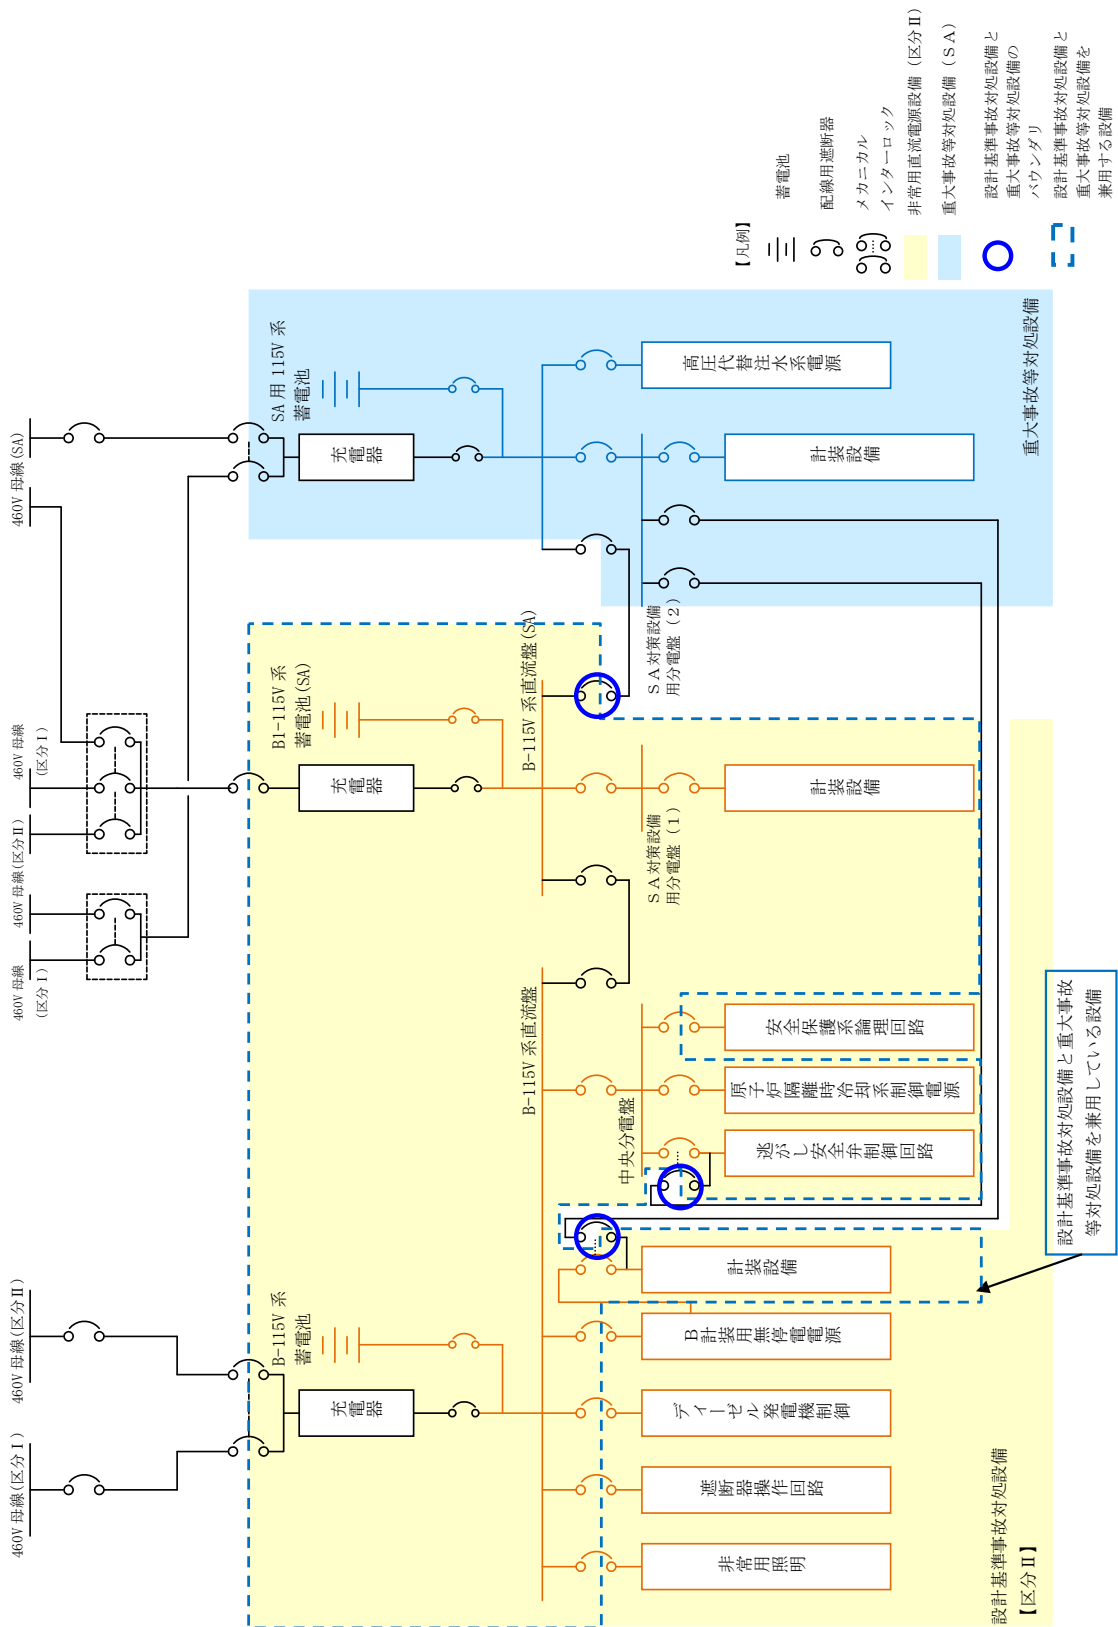 460V 母線(区分Ⅰ)
460V 母線(区分Ⅱ)
460V 母線
(区分Ⅰ)
460V 母線
460V 母線(区分Ⅱ)
460V 母線
(区分Ⅰ)
460V 母線(SA)
B-115V 系
蓄電池
充電器
B1-115V 系
蓄電池(SA)
充電器
SA 用 115V 系
蓄電池
充電器
B-115V 系直流盤
B-115V 系直流盤(SA)
中央分電盤
SA対策設備
用分電盤(1)
SA対策設備
用分電盤(2)
非常用照明
遮断器操作回路
ディーゼル発電機制御
B計装用無停電電源
計装設備
逃がし安全弁制御回路
原子炉隔離時冷却系制御電源
安全保護系論理回路
計装設備
計装設備
高圧代替注水系電源
設計基準事故対処設備
【区分Ⅱ】
重大事故等対処設備
設計基準事故対処設備と重大事故
等対処設備を兼用している設備
【凡例】
蓄電池
配線用遮断器
メカニカル
インターロック
非常用直流電源設備(区分Ⅱ)
重大事故等対処設備(SA)
設計基準事故対処設備と
重大事故等対処設備の
バウンダリ
設計基準事故対処設備と
重大事故等対処設備を
兼用する設備